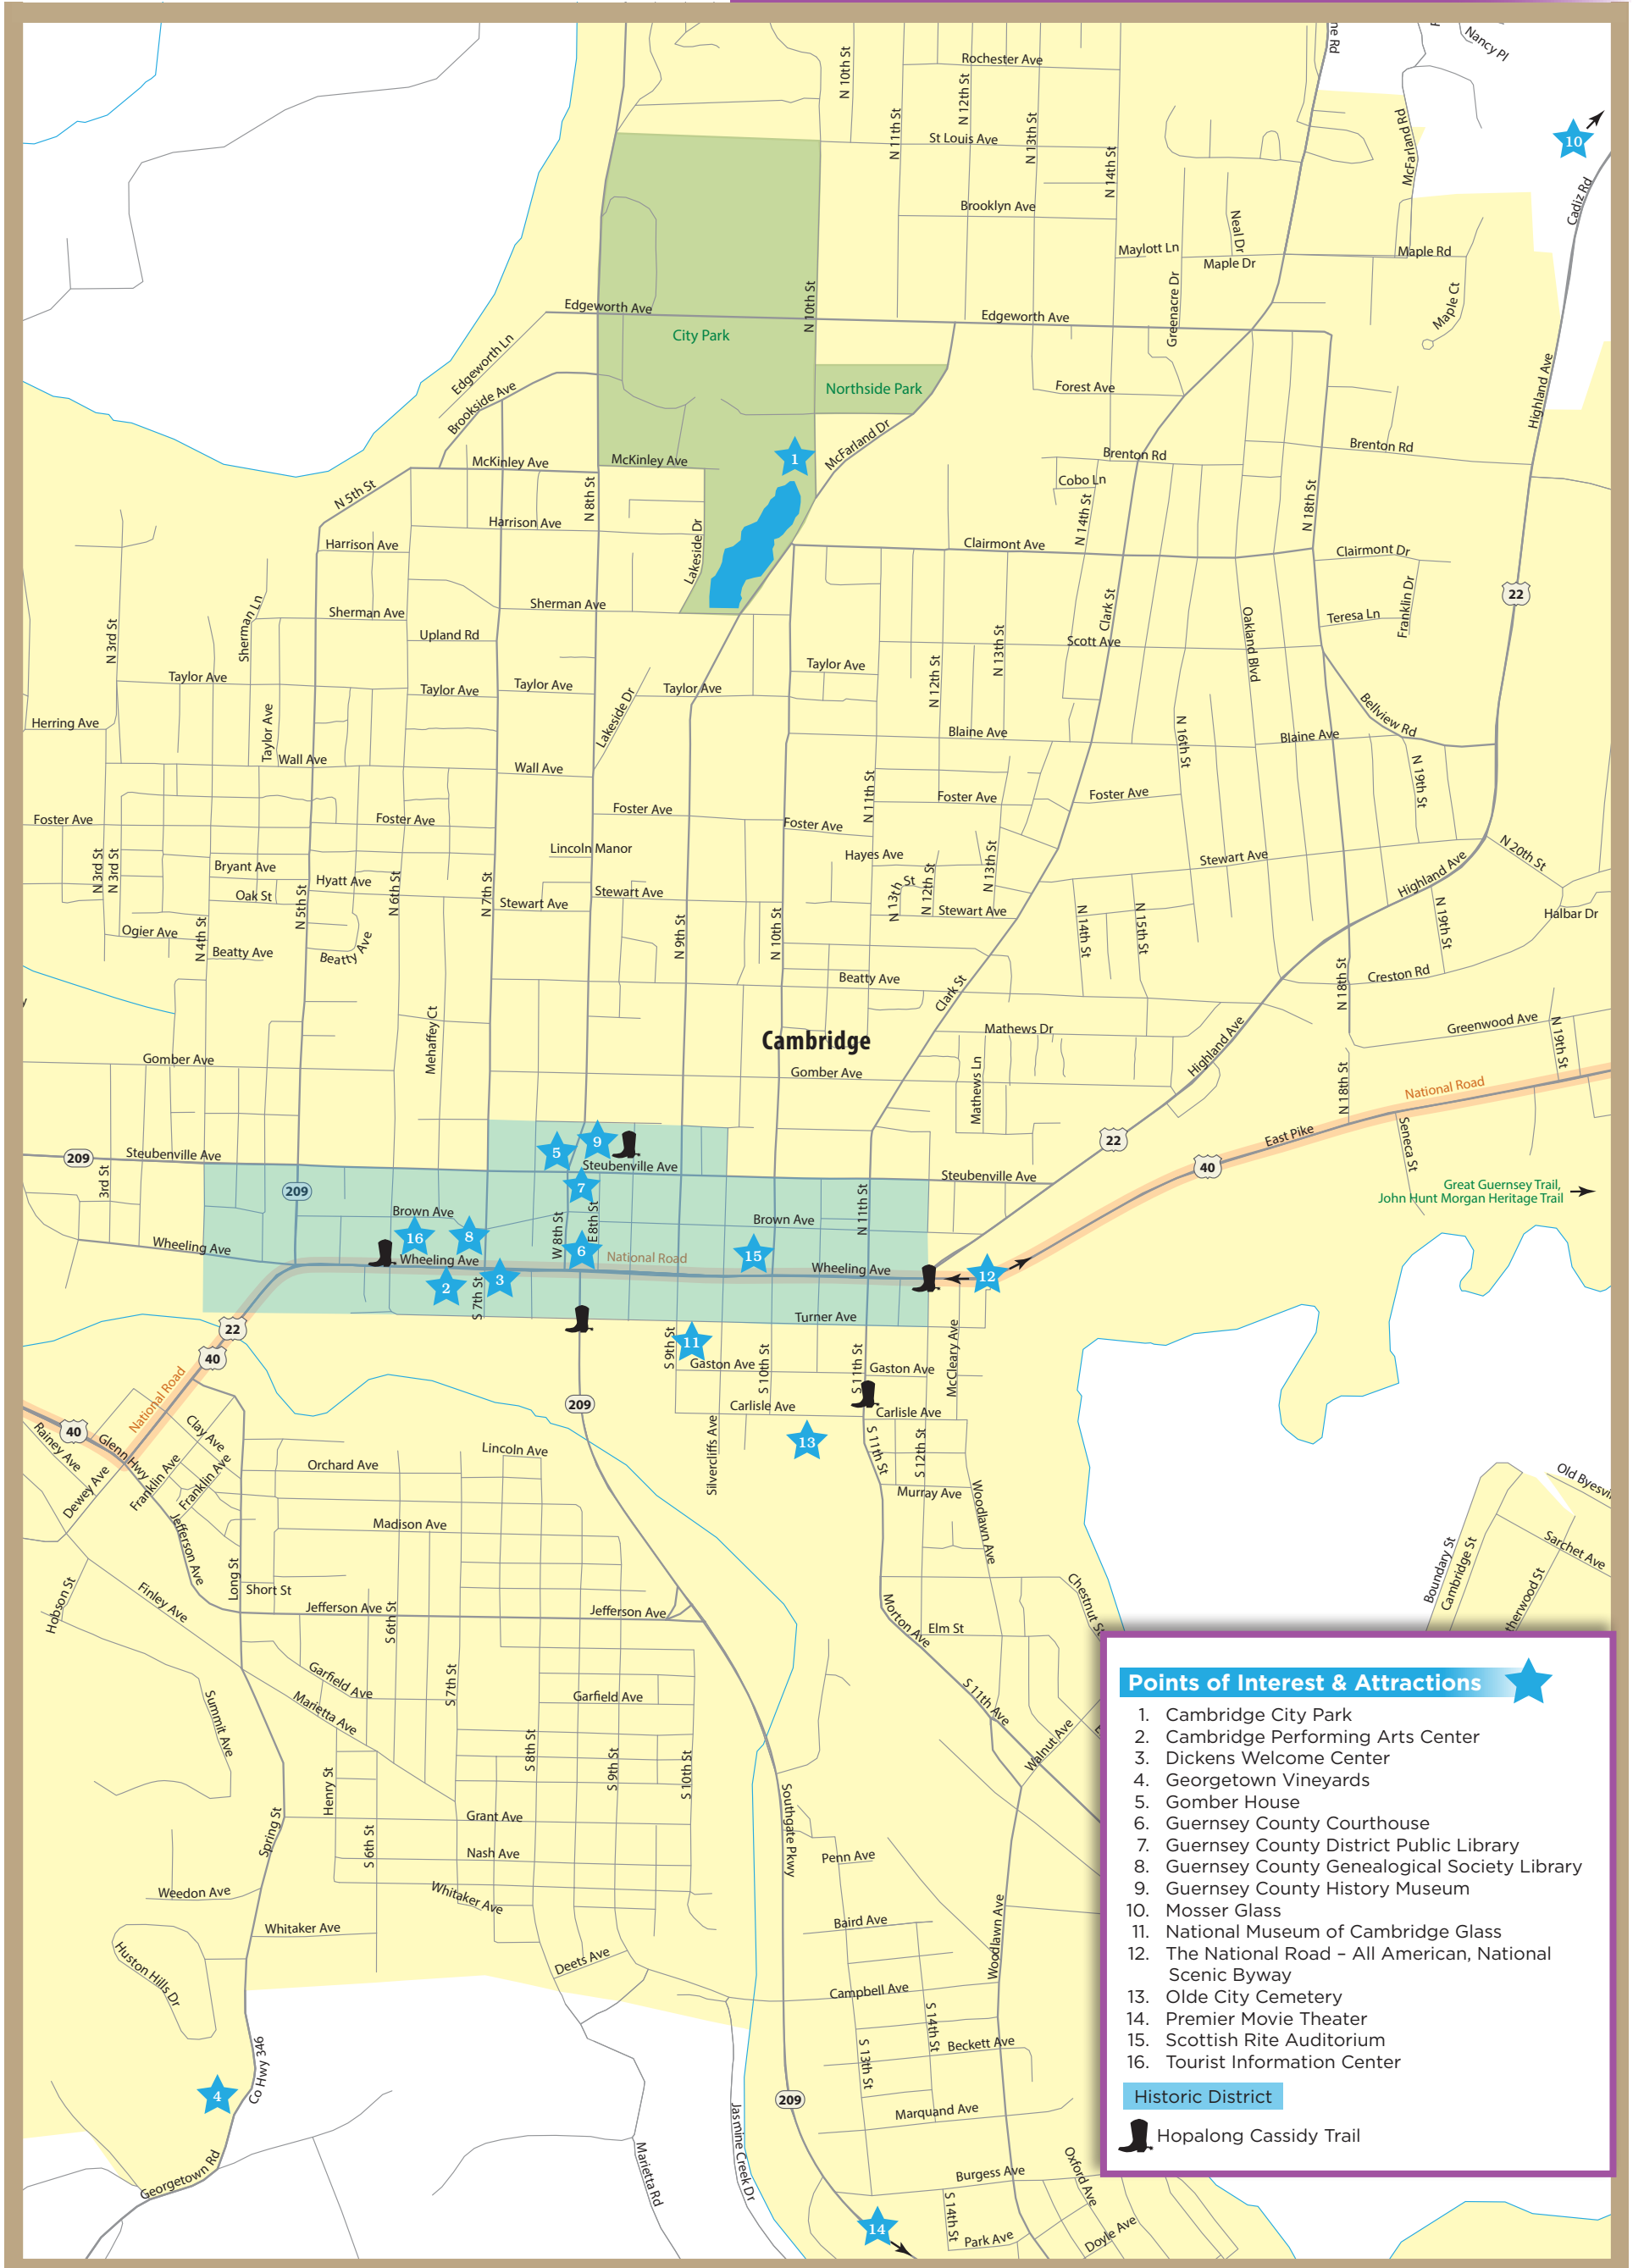 Nancy Pl
N 10th St
Rochester Ave
N 12th St
N 11th St
N 13th St
St Louis Ave
N 14th St
McFarland Rd
10
Cadiz Rd
Brooklyn Ave
Neal Dr
Maylott Ln
Maple Dr
Maple Rd
Greenacre Dr
Maple Ct
Edgeworth Ave
N 10th St
Edgeworth Ave
City Park
Edgeworth Ln
Northside Park
Forest Ave
Highland Ave
Brookside Ave
McFarland Dr
1
McKinley Ave
McKinley Ave
Brenton Rd
Brenton Rd
N 5th St
N 8th St
Cobo Ln
N 14th St
N 18th St
Harrison Ave
Harrison Ave
Lakeside Dr
Clairmont Ave
Clairmont Dr
22
Sherman Ave
Sherman Ave
Sherman Ln
Upland Rd
N 3rd St
Clark St
Franklin Dr
Teresa Ln
Scott Ave
Oakland Blvd
N 13th St
N 12th St
Taylor Ave
Taylor Ave
Taylor Ave
Taylor Ave
Taylor Ave
Taylor Ave
Lakeside Dr
Herring Ave
Bellview Rd
Blaine Ave
Blaine Ave
N 16th St
Wall Ave
Wall Ave
N 19th St
N 11th St
Foster Ave
Foster Ave
Foster Ave
Foster Ave
Foster Ave
Foster Ave
Lincoln Manor
Hayes Ave
N 13th St
Stewart Ave
N 20th St
Highland Ave
N 3rd St
N 3rd St
Bryant Ave
Hyatt Ave
Oak St
N 5th St
N 6th St
N 7th St
Stewart Ave
Stewart Ave
N 13th St
N 12th St
Stewart Ave
N 14th St
N 15th St
N 19th St
Halbar Dr
N 4th St
Ogier Ave
Beatty Ave
Beatty Ave
N 9th St
N 10th St
Beatty Ave
Clark St
N 18th St
Creston Rd
Mehaffey Ct
Cambridge
Mathews Dr
Greenwood Ave
N 19th St
Gomber Ave
Gomber Ave
Mathews Ln
Highland Ave
N 18th St
National Road
9
5
22
East Pike
Seneca St
209
Steubenville Ave
Steubenville Ave
Steubenville Ave
40
3rd St
209
7
N 11th St
Great Guernsey Trail,
John Hunt Morgan Heritage Trail
Brown Ave
Brown Ave
W 8th St
E 8th St
16
8
6
15
Wheeling Ave
Wheeling Ave
National Road
Wheeling Ave
12
2
3
S 7th St
Turner Ave
22
40
11
S 9th St
Gaston Ave
S 10th St
S 11th St
Gaston Ave
McCleary Ave
National Road
209
Carlisle Ave
Carlisle Ave
40
13
Rainey Ave
Glenn Hwy
Clay Ave
Franklin Ave
Franklin Ave
Dewey Ave
Lincoln Ave
Orchard Ave
Silvercliffs Ave
S 11th St
S 12th St
Murray Ave
Woodlawn Ave
Madison Ave
Jefferson Ave
Long St
Short St
Sarchet Ave
Boundary St
Cambridge St
Hobson St
Finley Ave
Jefferson Ave
Jefferson Ave
S 6th St
Chestnut St
Morton Ave
Elm St
S 7th St
Garfield Ave
Garfield Ave
Marietta Ave
Summit Ave
S 11th Ave
Walnut Ave
S 8th St
S 9th St
S 10th St
Henry St
Southgate Pkwy
Grant Ave
Spring St
S 6th St
Nash Ave
Penn Ave
Weedon Ave
Whitaker Ave
Whitaker Ave
Baird Ave
Woodlawn Ave
Huston Hills Dr
Deets Ave
Campbell Ave
S 14th St
Beckett Ave
S 13th St
Co Hwy 346
4
209
Marquand Ave
Jasmine Creek Dr
Marietta Rd
Georgetown Rd
Burgess Ave
Oxford Ave
S 14th St
14
Park Ave
Doyle Ave
Points of Interest & Attractions
1. Cambridge City Park
2. Cambridge Performing Arts Center
3. Dickens Welcome Center
4. Georgetown Vineyards
5. Gomber House
6. Guernsey County Courthouse
7. Guernsey County District Public Library
8. Guernsey County Genealogical Society Library
9. Guernsey County History Museum
10. Mosser Glass
11. National Museum of Cambridge Glass
12. The National Road – All American, National
Scenic Byway
13. Olde City Cemetery
14. Premier Movie Theater
15. Scottish Rite Auditorium
16. Tourist Information Center
Historic District
Hopalong Cassidy Trail